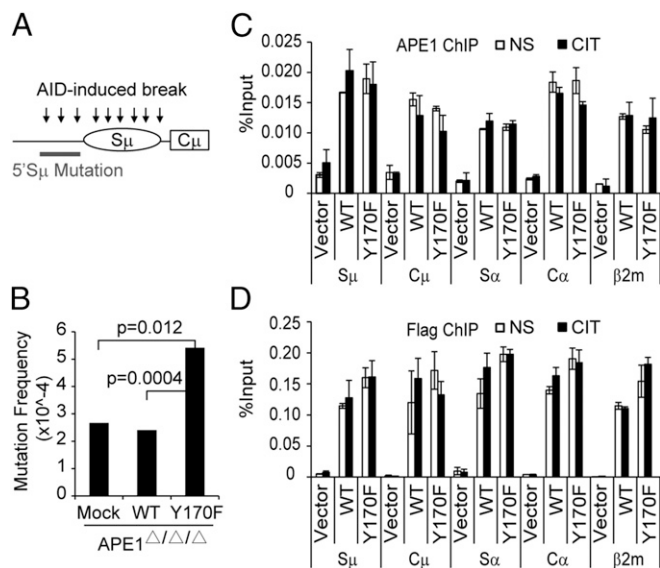 A
AID-induced break
Sμ
Cμ
5'Sμ Mutation
B
Mutation Frequency
(x10^-4)
6
5
4
3
2
1
0
p=0.012
p=0.0004
Mock WT Y170F
APE1△/△/△
C
APE1 ChIP NS CIT
%Input
0.025
0.020
0.015
0.010
0.005
0
Vector WT Y170F Vector WT Y170F Vector WT Y170F Vector WT Y170F Vector WT Y170F
Sμ Cμ Sα Cα β2m
D
Flag ChIP NS CIT
%Input
0.25
0.20
0.15
0.10
0.05
0.00
Vector WT Y170F Vector WT Y170F Vector WT Y170F Vector WT Y170F Vector WT Y170F
Sμ Cμ Sα Cα β2m